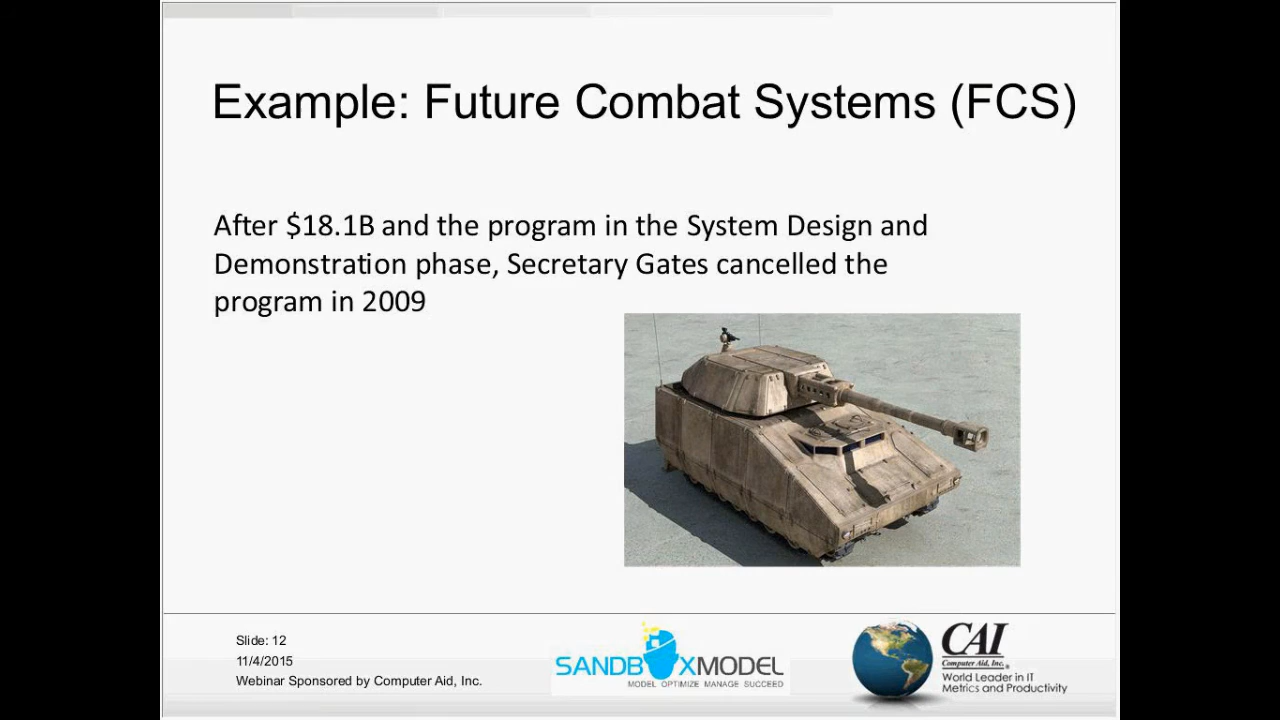 Example: Future Combat Systems (FCS)
After $18.1B and the program in the System Design and
Demonstration phase, Secretary Gates cancelled the
program in 2009
Slide: 12
11/4/2015
Webinar Sponsored by Computer Aid, Inc.
SANDBOXMODEL
MODEL OPTIMIZE MANAGE SUCCEED
CAI
Computer Aid, Inc.®
World Leader in IT
Metrics and Productivity